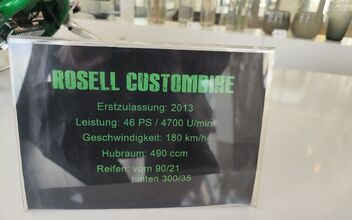 ROSELL CUSTOMBIKE
Erstzulassung: 2013
Leistung: 46 PS / 4700 U/min
Geschwindigkeit: 180 km/h
Hubraum: 490 ccm
Reifen: vorn 90/21
hinten 300/35